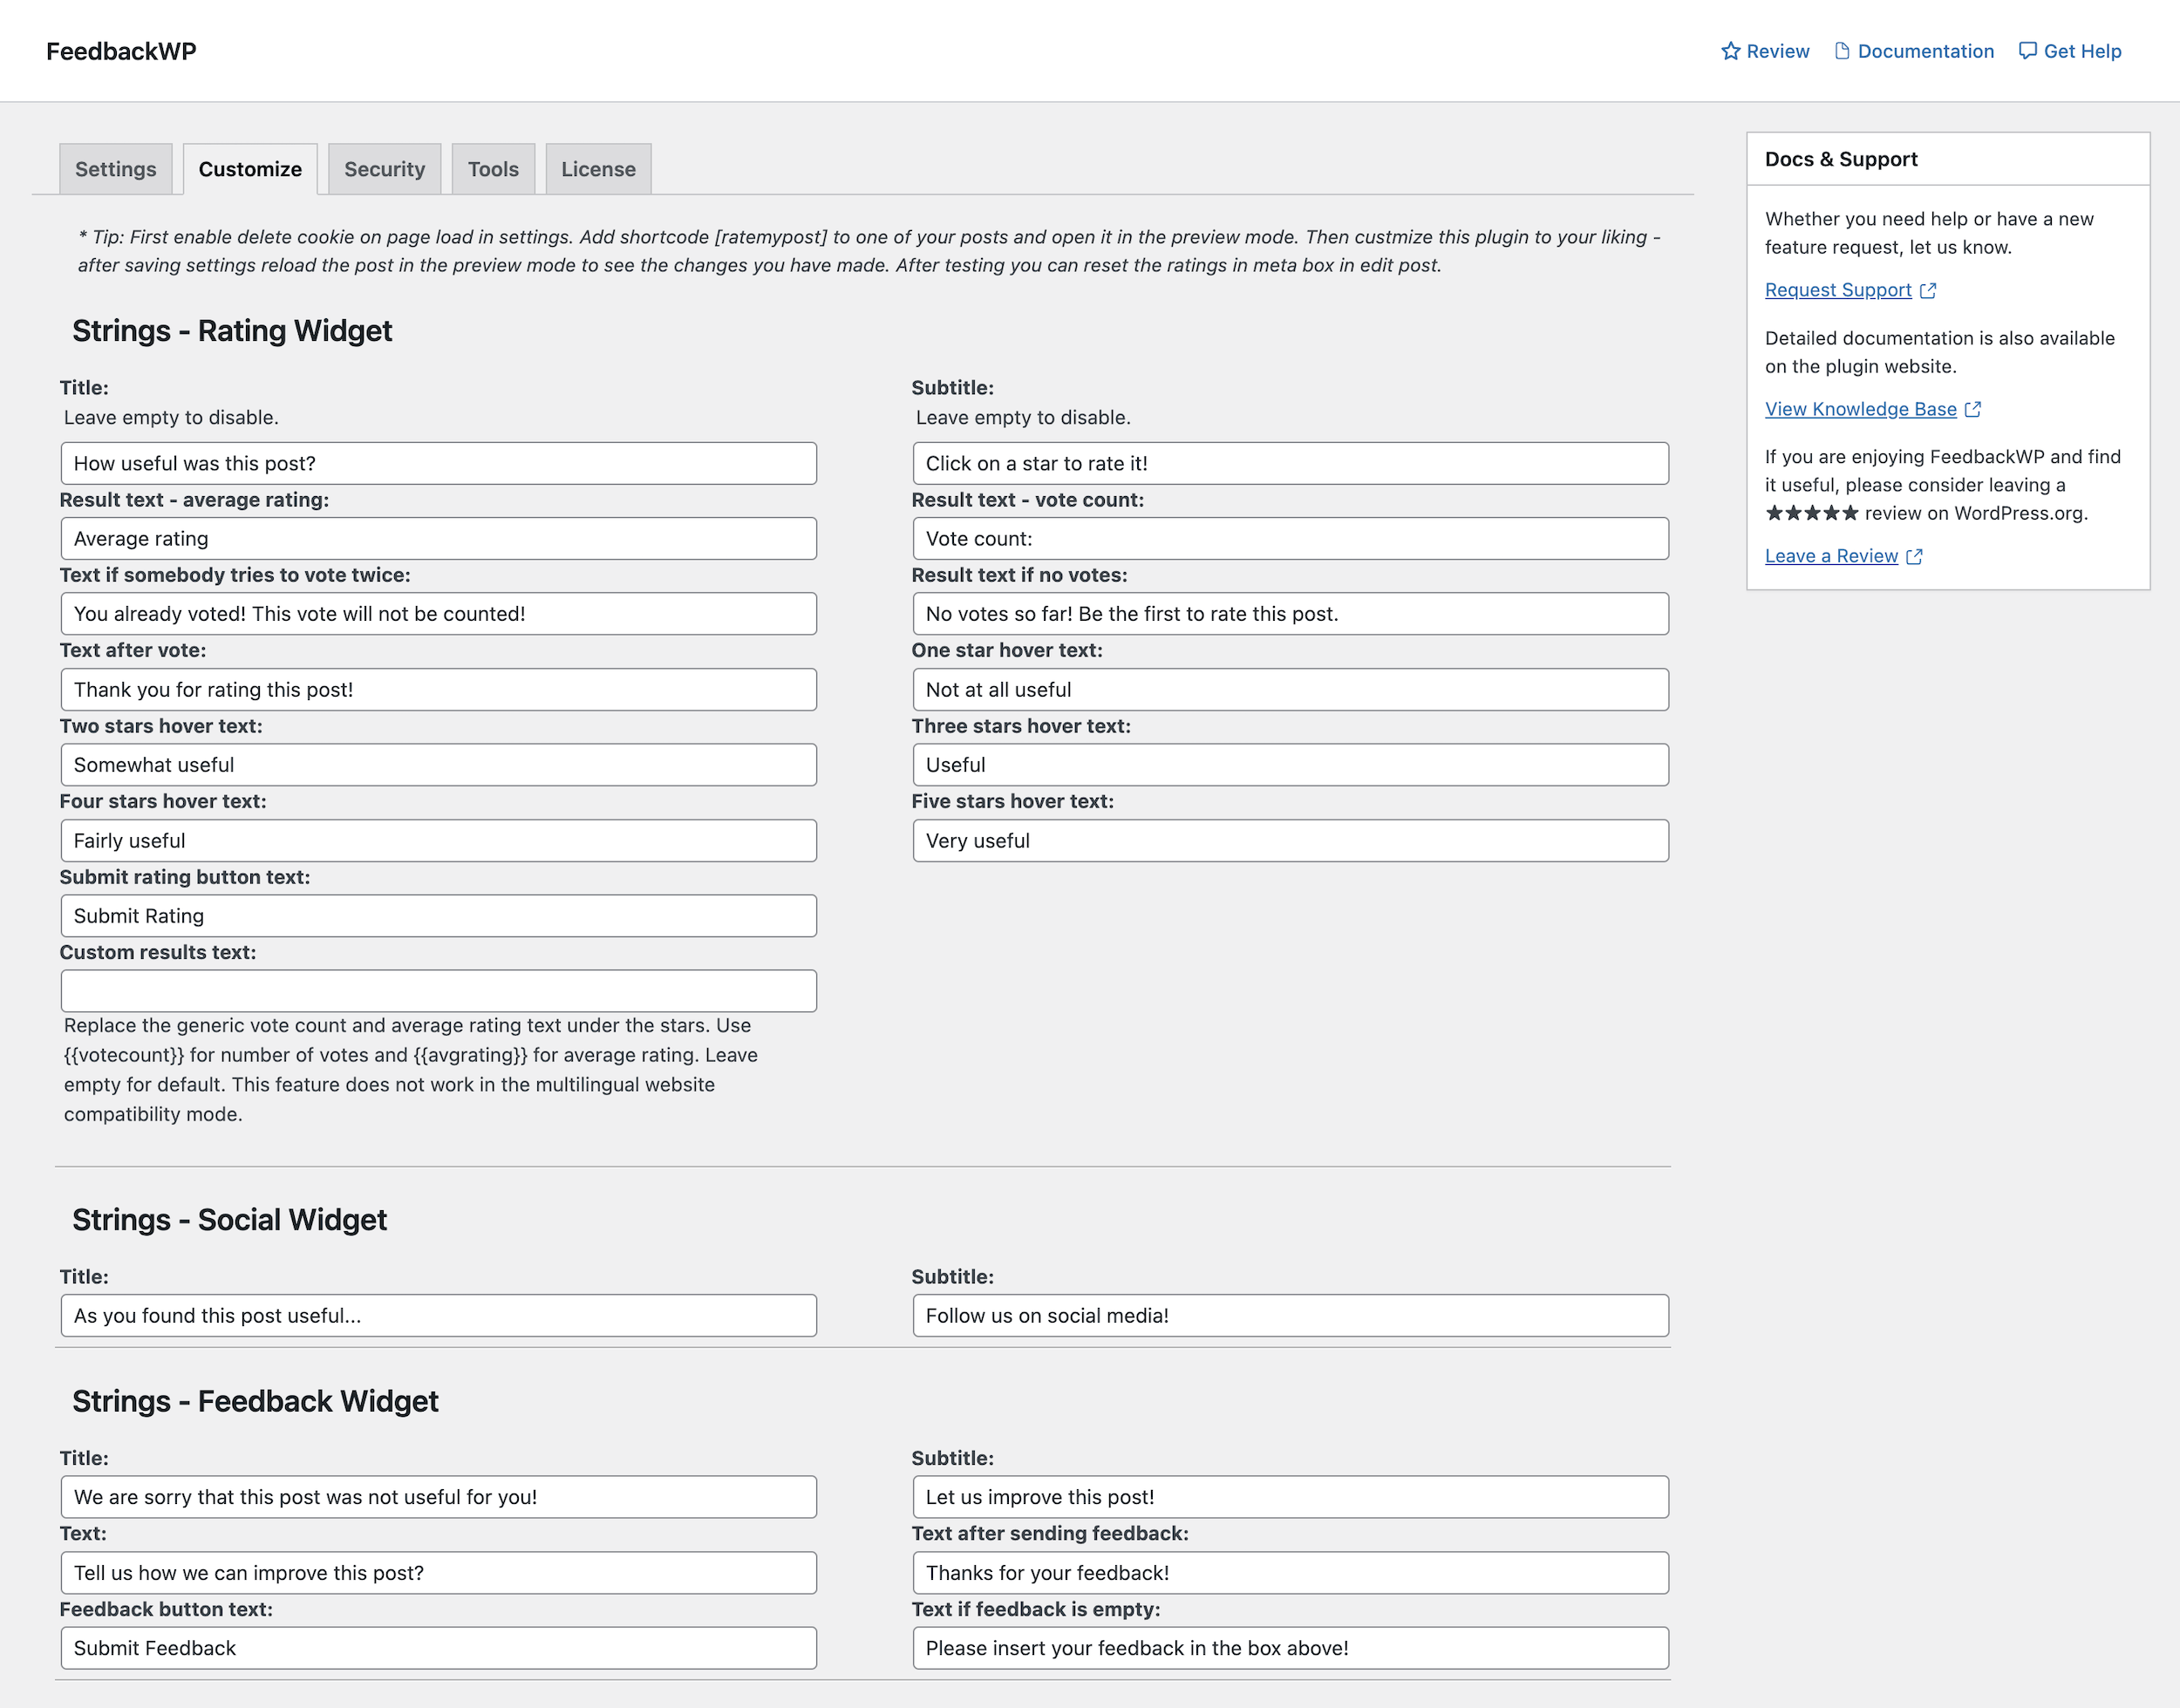 FeedbackWP
Review
Documentation
Get Help
Settings
Customize
Security
Tools
License
* Tip: First enable delete cookie on page load in settings. Add shortcode [ratemypost] to one of your posts and open it in the preview mode. Then custmize this plugin to your liking -
after saving settings reload the post in the preview mode to see the changes you have made. After testing you can reset the ratings in meta box in edit post.
Strings - Rating Widget
Title:
Leave empty to disable.
How useful was this post?
Subtitle:
Leave empty to disable.
Click on a star to rate it!
Result text - average rating:
Average rating
Result text - vote count:
Vote count:
Text if somebody tries to vote twice:
You already voted! This vote will not be counted!
Result text if no votes:
No votes so far! Be the first to rate this post.
Text after vote:
Thank you for rating this post!
One star hover text:
Not at all useful
Two stars hover text:
Somewhat useful
Three stars hover text:
Useful
Four stars hover text:
Fairly useful
Five stars hover text:
Very useful
Submit rating button text:
Submit Rating
Custom results text:
Replace the generic vote count and average rating text under the stars. Use
{{votecount}} for number of votes and {{avgrating}} for average rating. Leave
empty for default. This feature does not work in the multilingual website
compatibility mode.
Strings - Social Widget
Title:
As you found this post useful...
Subtitle:
Follow us on social media!
Strings - Feedback Widget
Title:
We are sorry that this post was not useful for you!
Subtitle:
Let us improve this post!
Text:
Tell us how we can improve this post?
Text after sending feedback:
Thanks for your feedback!
Feedback button text:
Submit Feedback
Text if feedback is empty:
Please insert your feedback in the box above!
Docs & Support
Whether you need help or have a new
feature request, let us know.
Request Support
Detailed documentation is also available
on the plugin website.
View Knowledge Base
If you are enjoying FeedbackWP and find
it useful, please consider leaving a
★★★★★ review on WordPress.org.
Leave a Review